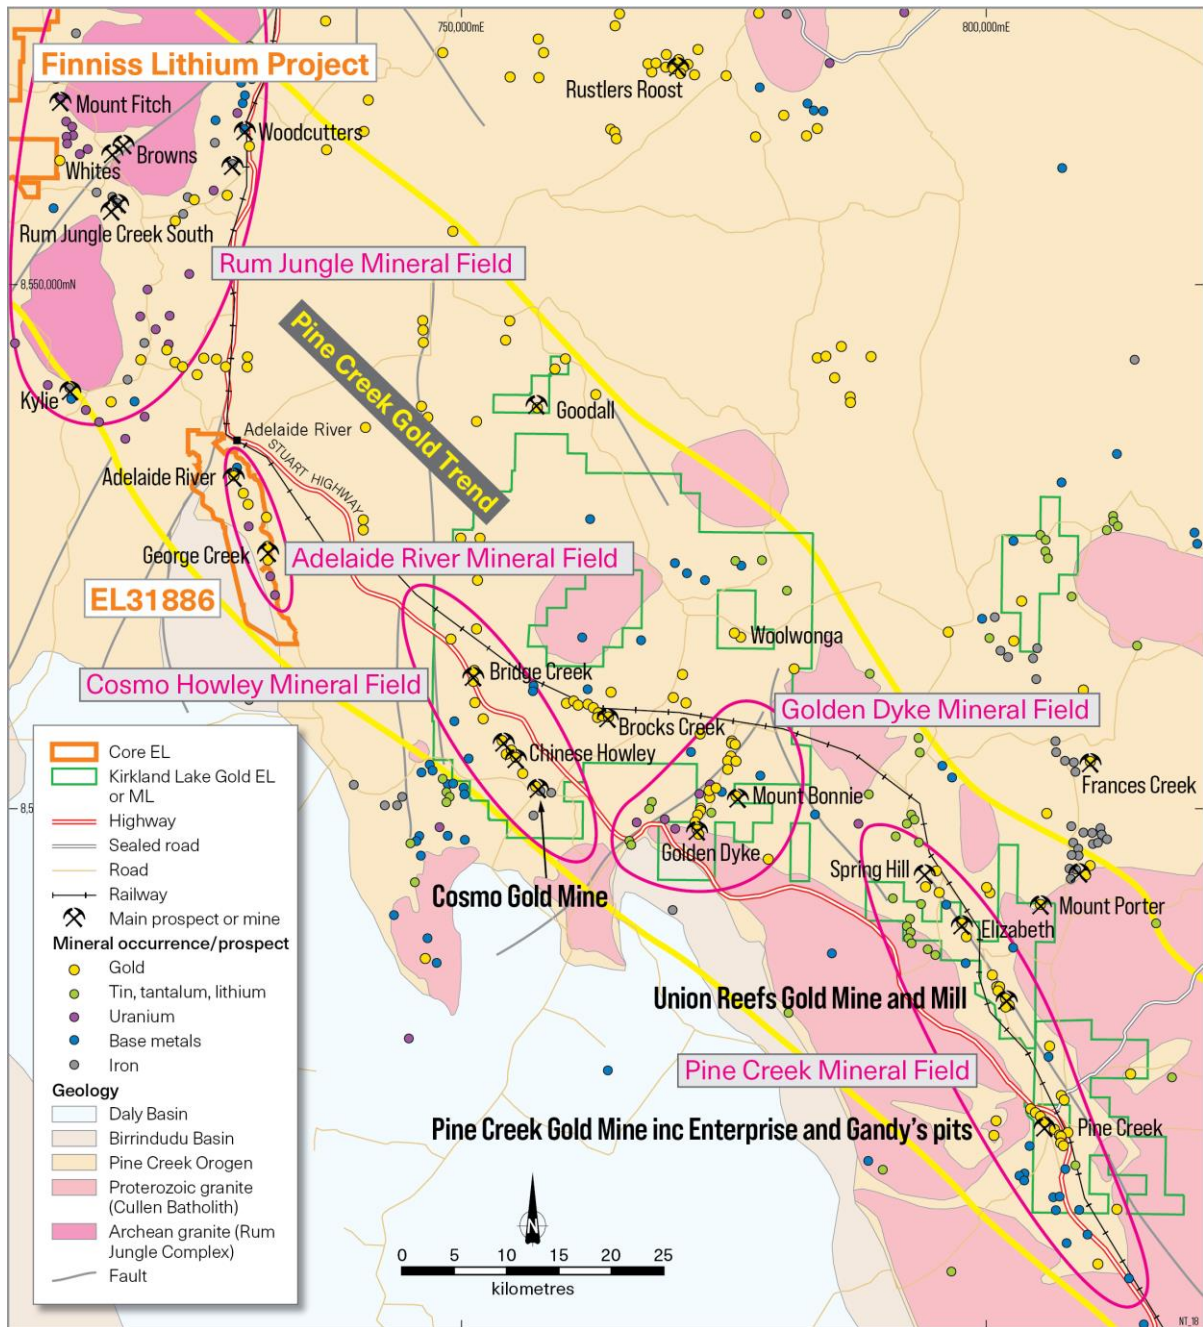 750,000mE
800,000mE
Finniss Lithium Project
Rustlers Roost
Mount Fitch
Woodcutters
Browns
Whites
Rum Jungle Creek South
Rum Jungle Mineral Field
8,550,000mN
Pine Creek Gold Trend
Kylie
Goodall
Adelaide River
STUART HIGHWAY
Adelaide River
George Creek
Adelaide River Mineral Field
EL31886
Woolwonga
Bridge Creek
Cosmo Howley Mineral Field
Golden Dyke Mineral Field
Brocks Creek
Chinese Howley
Frances Creek
Mount Bonnie
8,5
Golden Dyke
Spring Hill
Cosmo Gold Mine
Mount Porter
Elizabeth
Union Reefs Gold Mine and Mill
Pine Creek Mineral Field
Pine Creek Gold Mine inc Enterprise and Gandy's pits
Pine Creek
Core EL
Kirkland Lake Gold EL
or ML
Highway
Sealed road
Road
Railway
Main prospect or mine
Mineral occurrence/prospect
Gold
Tin, tantalum, lithium
Uranium
Base metals
Iron
Geology
Daly Basin
Birrindudu Basin
Pine Creek Orogen
Proterozoic granite
(Cullen Batholith)
Archean granite (Rum
Jungle Complex)
Fault
N
0 5 10 15 20 25
kilometres
NT_18